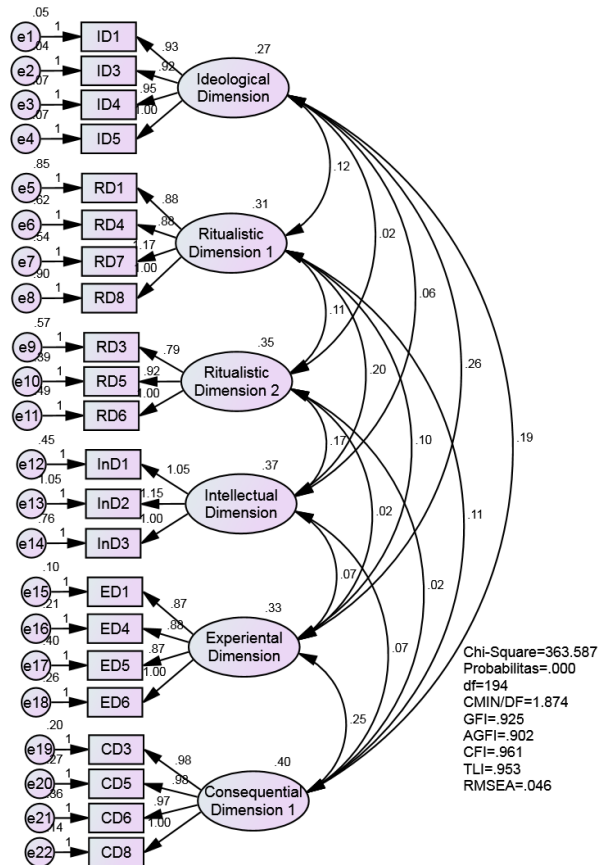 .05
e1 1 ID1 .93 .27
.04
e2 ID3 .92
Ideological
Dimension
.07
e3 1 ID4 .95
.07 1.00
e4 1 ID5
.12
.85
e5 1 RD1 .88 .31
.62
e6 1 RD4 .88
Ritualistic
Dimension 1
.02
.54
e7 1 RD7 1.17
.90 1.00
e8 1 RD8
.06
.11
.57
e9 1 RD3 .79 .35
.89
e10 1 RD5 .92
Ritualistic
Dimension 2
.20
.26
.49 1.00
e11 1 RD6
.10
.19
.17
.45
e12 1 InD1 1.05 .37
1.05
e13 1 InD2 1.15
Intellectual
Dimension
.02
.11
.76 1.00
e14 1 InD3
.07
.02
.10
e15 1 ED1 .87 .33
.21
e16 1 ED4 .88
Experiental
Dimension
.07
.40
e17 1 ED5 .87
.26 1.00
e18 1 ED6
.25
.20
e19 1 CD3 .98 .40
.27
e20 1 CD5 .98
Consequential
Dimension 1
.36
e21 1 CD6 .97
.14 1.00
e22 1 CD8
Chi-Square=363.587
Probabilitas=.000
df=194
CMIN/DF=1.874
GFI=.925
AGFI=.902
CFI=.961
TLI=.953
RMSEA=.046